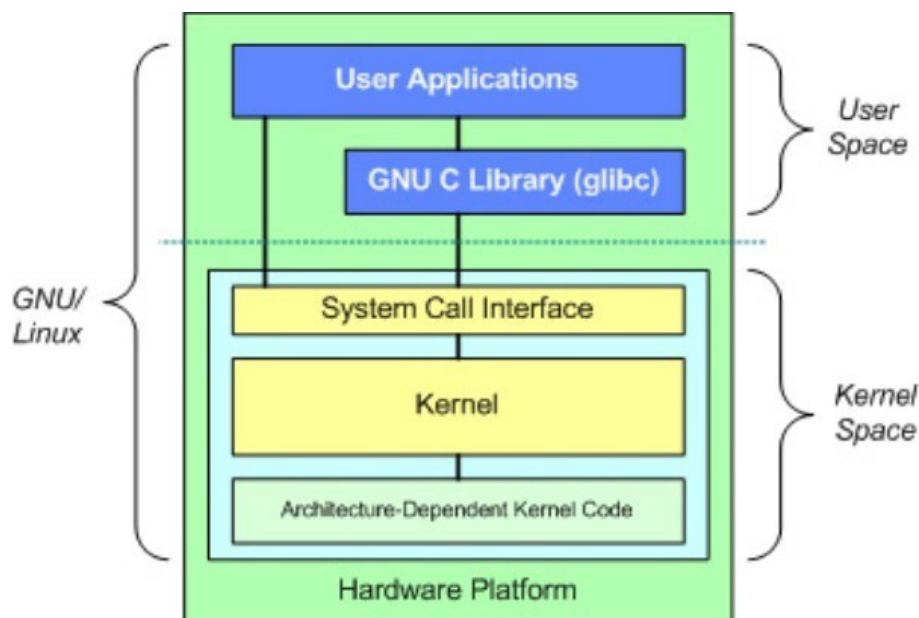 User Applications
User
Space
GNU C Library (glibc)
GNU/
Linux
System Call Interface
Kernel
Kernel
Space
Architecture-Dependent Kernel Code
Hardware Platform